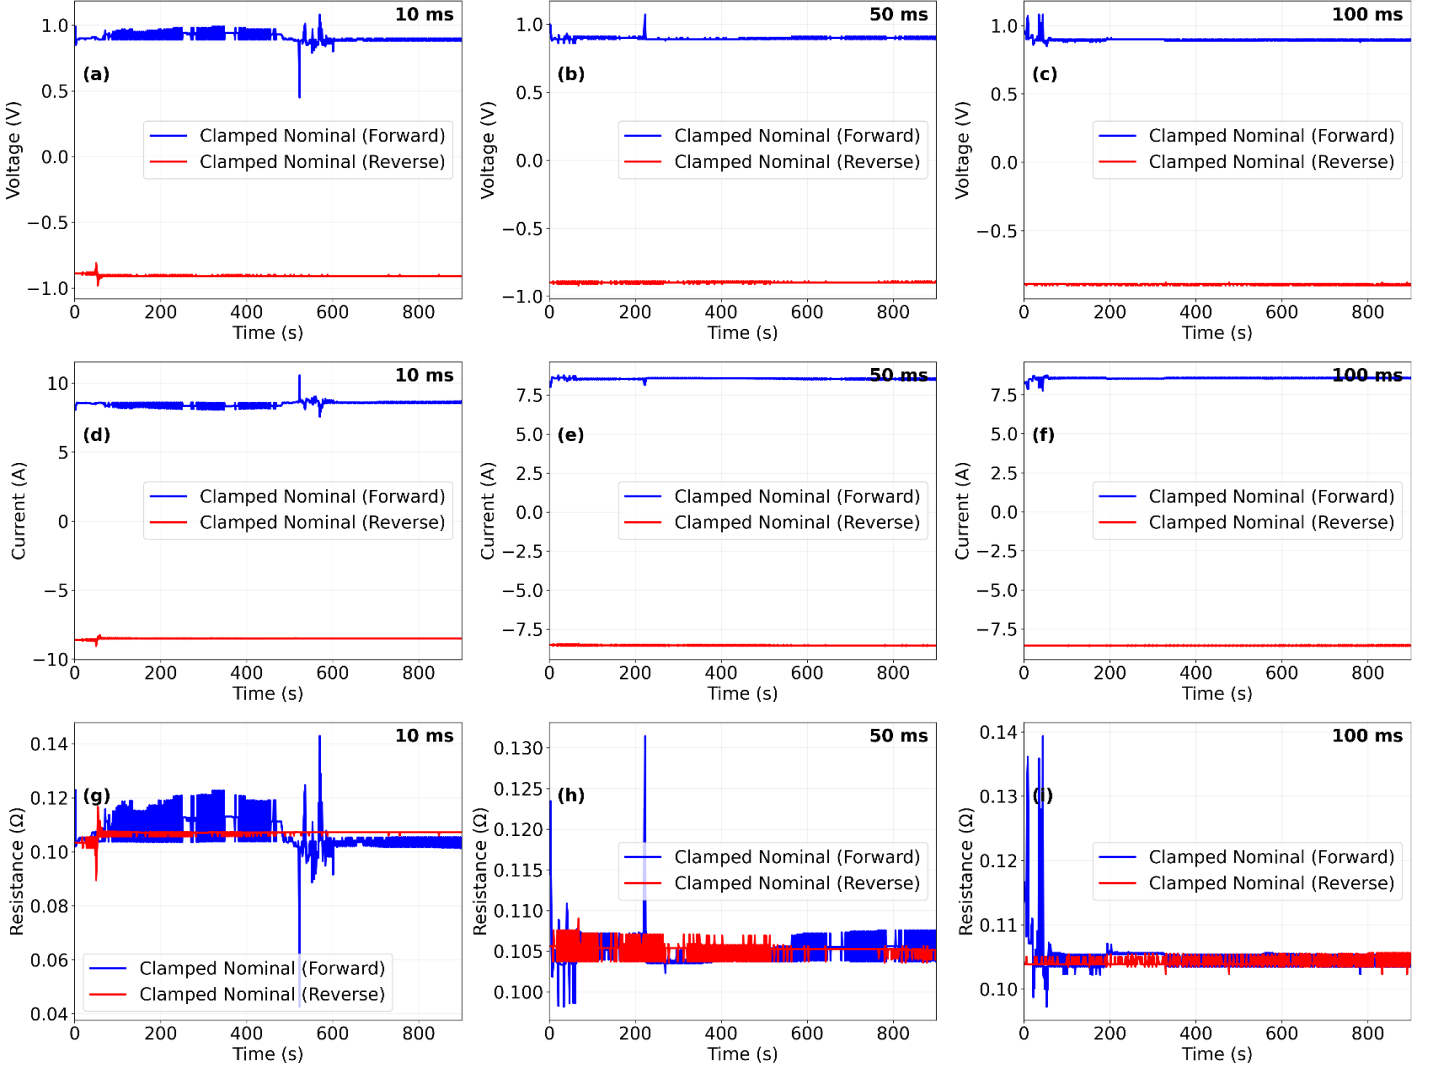 10 ms
(a)
Voltage (V)
1.0
0.5
0.0
−0.5
−1.0
Clamped Nominal (Forward)
Clamped Nominal (Reverse)
0 200 400 600 800
Time (s)
50 ms
(b)
Voltage (V)
1.0
0.5
0.0
−0.5
−1.0
Clamped Nominal (Forward)
Clamped Nominal (Reverse)
0 200 400 600 800
Time (s)
100 ms
(c)
Voltage (V)
1.0
0.5
0.0
−0.5
Clamped Nominal (Forward)
Clamped Nominal (Reverse)
0 200 400 600 800
Time (s)
10 ms
(d)
Current (A)
10
5
0
−5
−10
Clamped Nominal (Forward)
Clamped Nominal (Reverse)
0 200 400 600 800
Time (s)
50 ms
(e)
Current (A)
7.5
5.0
2.5
0.0
−2.5
−5.0
−7.5
Clamped Nominal (Forward)
Clamped Nominal (Reverse)
0 200 400 600 800
Time (s)
100 ms
(f)
Current (A)
7.5
5.0
2.5
0.0
−2.5
−5.0
−7.5
Clamped Nominal (Forward)
Clamped Nominal (Reverse)
0 200 400 600 800
Time (s)
10 ms
(g)
Resistance (Ω)
0.14
0.12
0.10
0.08
0.06
0.04
Clamped Nominal (Forward)
Clamped Nominal (Reverse)
0 200 400 600 800
Time (s)
50 ms
(h)
Resistance (Ω)
0.130
0.125
0.120
0.115
0.110
0.105
0.100
Clamped Nominal (Forward)
Clamped Nominal (Reverse)
0 200 400 600 800
Time (s)
100 ms
(i)
Resistance (Ω)
0.14
0.13
0.12
0.11
0.10
Clamped Nominal (Forward)
Clamped Nominal (Reverse)
0 200 400 600 800
Time (s)